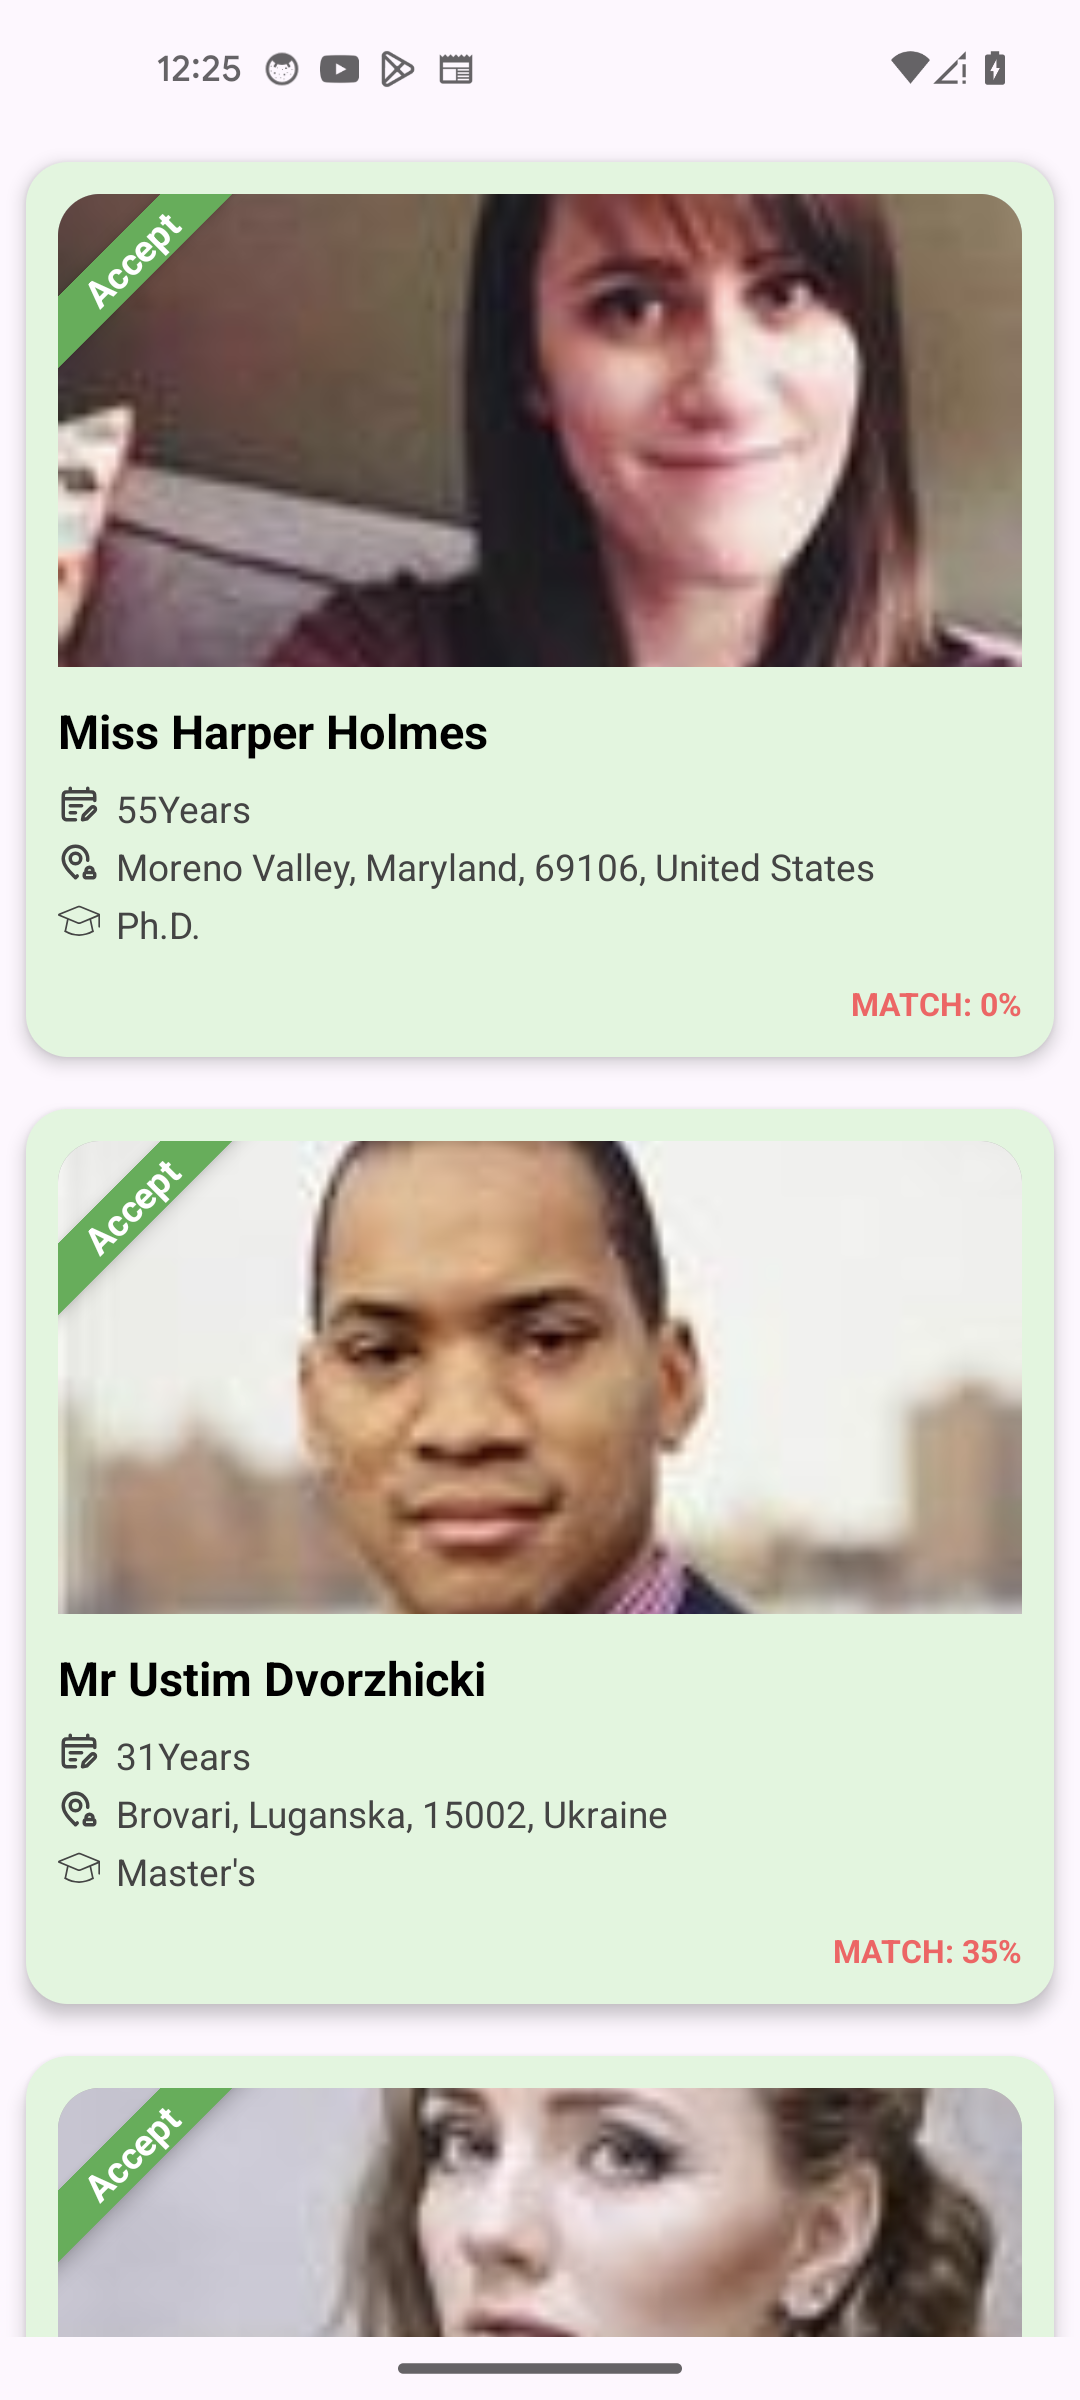 12:25
Accept
Miss Harper Holmes
55Years
Moreno Valley, Maryland, 69106, United States
Ph.D.
MATCH: 0%
Accept
Mr Ustim Dvorzhicki
31Years
Brovari, Luganska, 15002, Ukraine
Master's
MATCH: 35%
Accept